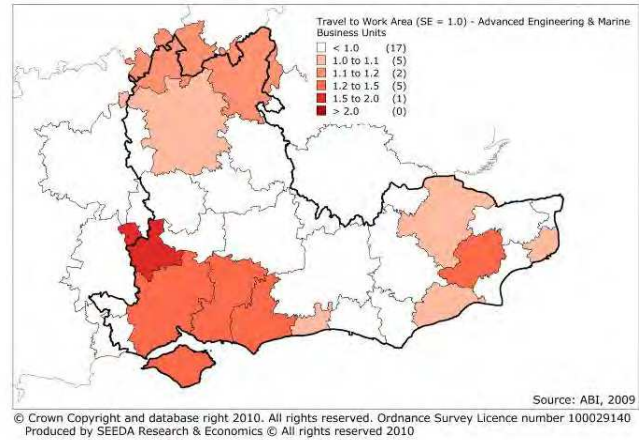 Travel to Work Area (SE = 1.0) - Advanced Engineering & Marine
Business Units
< 1.0 (17)
1.0 to 1.1 (5)
1.1 to 1.2 (2)
1.2 to 1.5 (5)
1.5 to 2.0 (1)
> 2.0 (0)
Source: ABI, 2009
© Crown Copyright and database right 2010. All rights reserved. Ordnance Survey Licence number 100029140
Produced by SEEDA Research & Economics © All rights reserved 2010